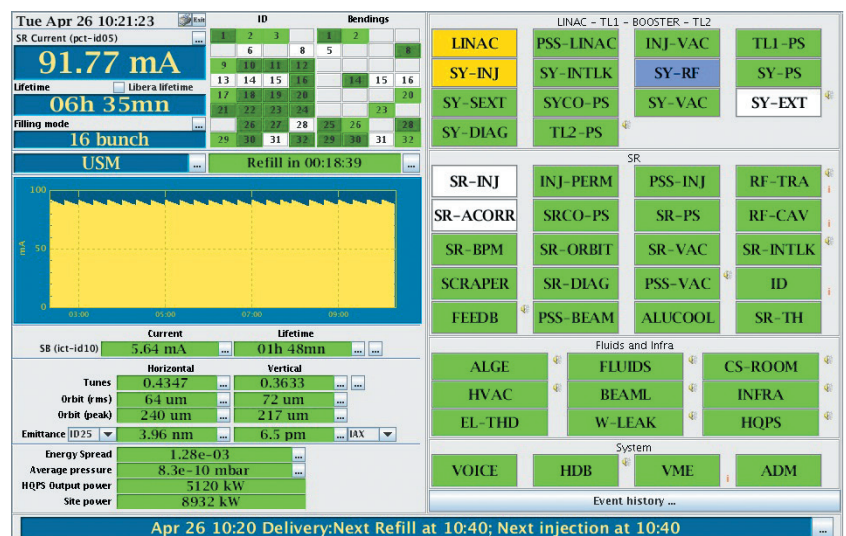 Tue Apr 26 10:21:23 Exit
SR Current (pct-id05) ...
91.77 mA
Lifetime Libera lifetime
06h 35mn
Filling mode ...
16 bunch
USM ... Refill in 00:18:39 ...
ID Bendings
1 2 3 1 2
6 8 5 8
9 10 11 12
13 14 15 16 14 15 16
17 18 19 20 20
21 22 23 24 23
26 27 28 25 26 28
29 30 31 32 29 30 31 32
100
50
0
mA
03:00 05:00 07:00 09:00
Current Lifetime
SB (ict-id10) 5.64 mA ... 01h 48mn ... ...
Horizontal Vertical
Tunes 0.4347 ... 0.3633 ... ...
Orbit (rms) 64 um ... 72 um ...
Orbit (peak) 240 um ... 217 um ...
Emittance ID25 3.96 nm ... 6.5 pm ... IAX
Energy Spread 1.28e-03 ...
Average pressure 8.3e-10 mbar ...
HQPS Output power 5120 kW
Site power 8932 kW
LINAC - TL1 - BOOSTER - TL2
LINAC PSS-LINAC INJ-VAC TL1-PS
SY-INJ SY-INTLK SY-RF SY-PS
SY-SEXT SYCO-PS SY-VAC SY-EXT
SY-DIAG TL2-PS
SR
SR-INJ INJ-PERM PSS-INJ RF-TRA
SR-ACORR SRCO-PS SR-PS RF-CAV
SR-BPM SR-ORBIT SR-VAC SR-INTLK
SCRAPER SR-DIAG PSS-VAC ID
FEEDB PSS-BEAM ALUCOOL SR-TH
Fluids and Infra
ALGE FLUIDS CS-ROOM
HVAC BEAML INFRA
EL-THD W-LEAK HQPS
System
VOICE HDB VME ADM
Event history ...
Apr 26 10:20 Delivery:Next Refill at 10:40; Next injection at 10:40 ...